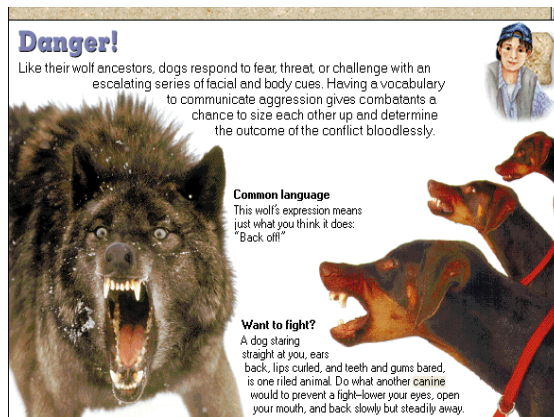 Danger!
Like their wolf ancestors, dogs respond to fear, threat, or challenge with an
escalating series of facial and body cues. Having a vocabulary
to communicate aggression gives combatants a
chance to size each other up and determine
the outcome of the conflict bloodlessly.
Common language
This wolf's expression means
just what you think it does:
"Back off!"
Want to fight?
A dog staring
straight at you, ears
back, lips curled, and teeth and gums bared,
is one riled animal. Do what another canine
would to prevent a fight–lower your eyes, open
your mouth, and back slowly but steadily away.